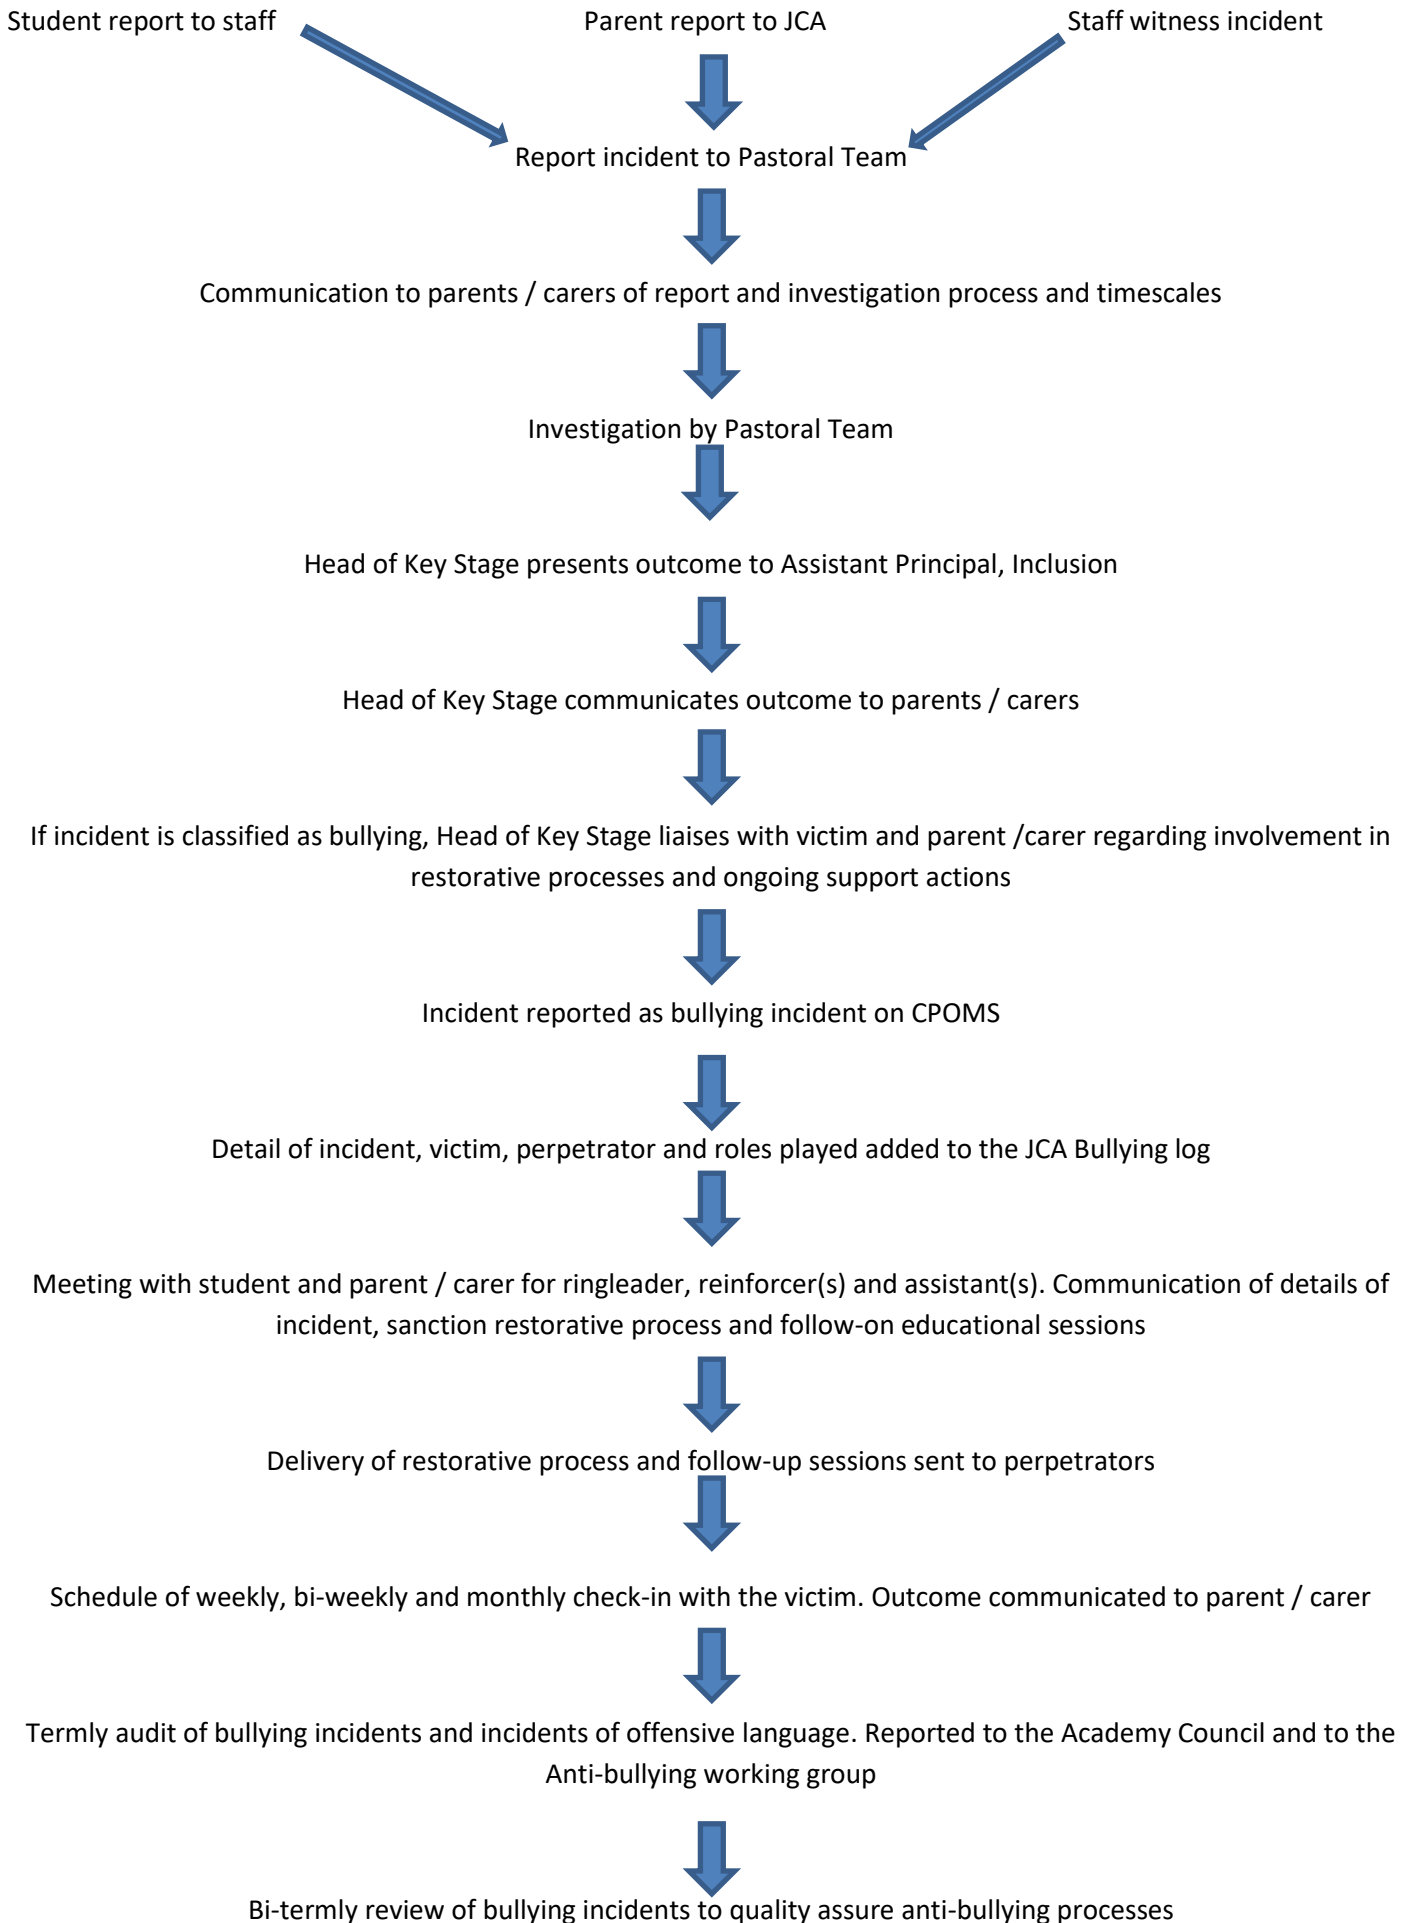 Student report to staff
Parent report to JCA
Staff witness incident
Report incident to Pastoral Team
Communication to parents / carers of report and investigation process and timescales
Investigation by Pastoral Team
Head of Key Stage presents outcome to Assistant Principal, Inclusion
Head of Key Stage communicates outcome to parents / carers
If incident is classified as bullying, Head of Key Stage liaises with victim and parent /carer regarding involvement in
restorative processes and ongoing support actions
Incident reported as bullying incident on CPOMS
Detail of incident, victim, perpetrator and roles played added to the JCA Bullying log
Meeting with student and parent / carer for ringleader, reinforcer(s) and assistant(s). Communication of details of
incident, sanction restorative process and follow-on educational sessions
Delivery of restorative process and follow-up sessions sent to perpetrators
Schedule of weekly, bi-weekly and monthly check-in with the victim. Outcome communicated to parent / carer
Termly audit of bullying incidents and incidents of offensive language. Reported to the Academy Council and to the
Anti-bullying working group
Bi-termly review of bullying incidents to quality assure anti-bullying processes